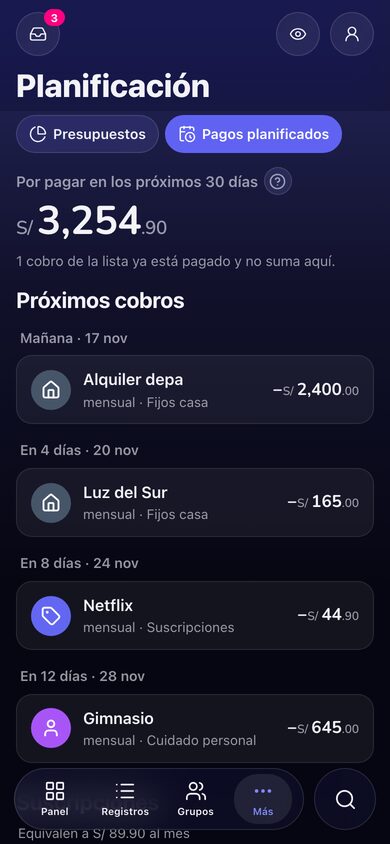 3
Planificación
Presupuestos
Pagos planificados
Por pagar en los próximos 30 días
S/ 3,254.90
1 cobro de la lista ya está pagado y no suma aquí.
Próximos cobros
Mañana · 17 nov
Alquiler depa
−S/ 2,400.00
mensual · Fijos casa
En 4 días · 20 nov
Luz del Sur
−S/ 165.00
mensual · Fijos casa
En 8 días · 24 nov
Netflix
−S/ 44.90
mensual · Suscripciones
En 12 días · 28 nov
Gimnasio
−S/ 645.00
mensual · Cuidado personal
Suscripciones
Panel
Registros
Grupos
Más
Equivalen a S/ 89.90 al mes